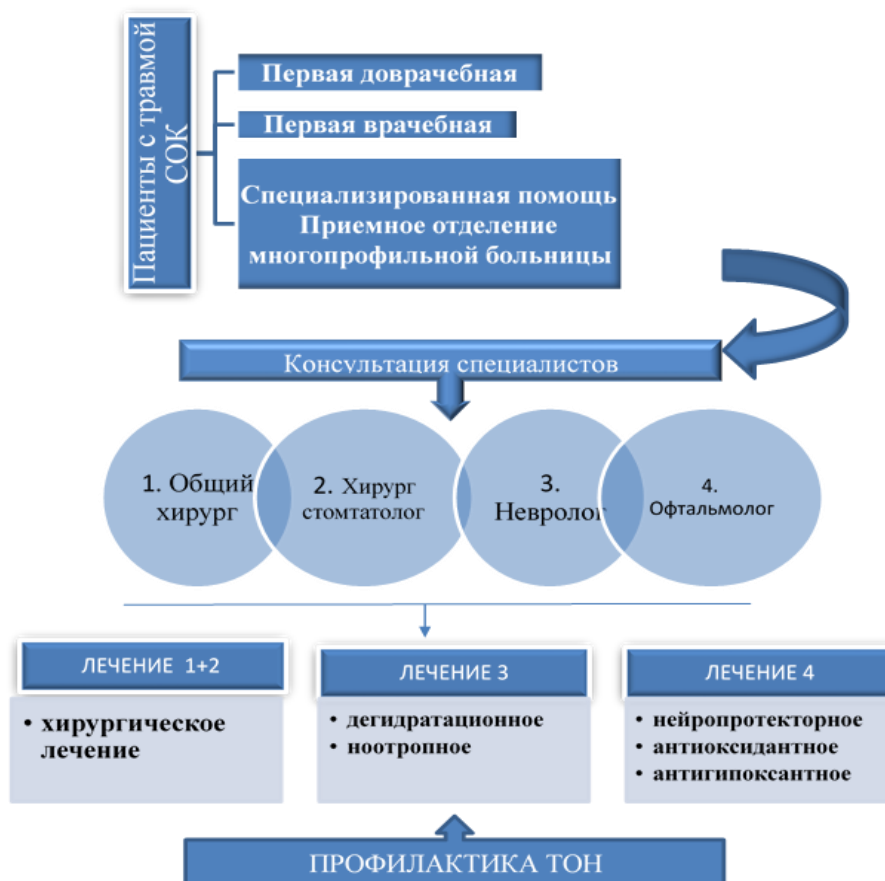 Пациенты с травмой
СОК
Первая доврачебная
Первая врачебная
Специализированная помощь
Приемное отделение
многопрофильной больницы
Консультация специалистов
1. Общий
хирург
2. Хирург
стомтатолог
3.
Невролог
4.
Офтальмолог
ЛЕЧЕНИЕ 1+2
• хирургическое
лечение
ЛЕЧЕНИЕ 3
• дегидратационное
• ноотропное
ЛЕЧЕНИЕ 4
• нейропротекторное
• антиоксидантное
• антигипоксантное
ПРОФИЛАКТИКА ТОН